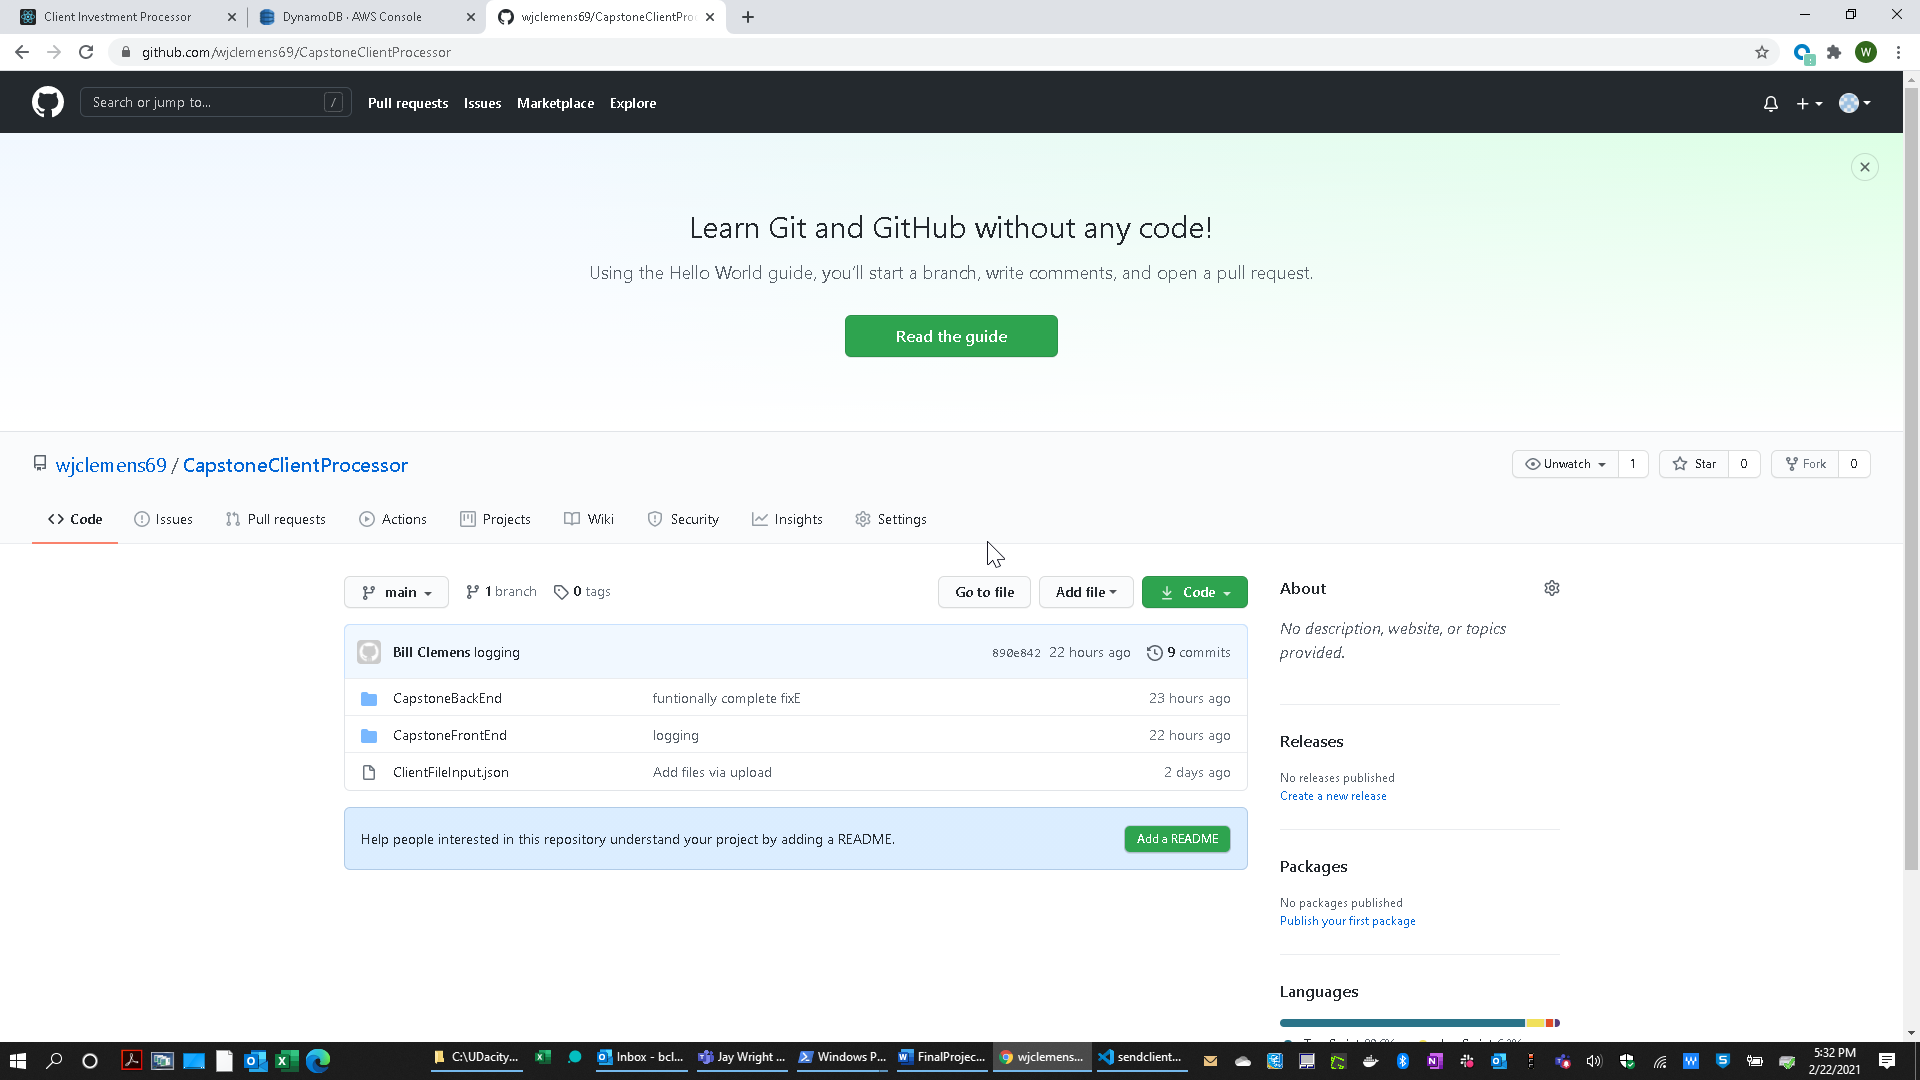 Client Investment Processor
DynamoDB · AWS Console
wjclemens69/CapstoneClientPro
github.com/wjclemens69/CapstoneClientProcessor
W
Search or jump to...
/
Pull requests
Issues
Marketplace
Explore
Learn Git and GitHub without any code!
Using the Hello World guide, you’ll start a branch, write comments, and open a pull request.
Read the guide
wjclemens69 / CapstoneClientProcessor
Unwatch
1
Star
0
Fork
0
Code
Issues
Pull requests
Actions
Projects
Wiki
Security
Insights
Settings
main
1 branch
0 tags
Go to file
Add file
Code
Bill Clemens logging
890e842 22 hours ago
9 commits
CapstoneBackEnd
funtionally complete fixE
23 hours ago
CapstoneFrontEnd
logging
22 hours ago
ClientFileInput.json
Add files via upload
2 days ago
Help people interested in this repository understand your project by adding a README.
Add a README
About
No description, website, or topics
provided.
Releases
No releases published
Create a new release
Packages
No packages published
Publish your first package
Languages
C:\UDacity...
Inbox - bcl...
Jay Wright ...
Windows P...
FinalProjec...
wjclemens...
sendclient...
5:32 PM
2/22/2021